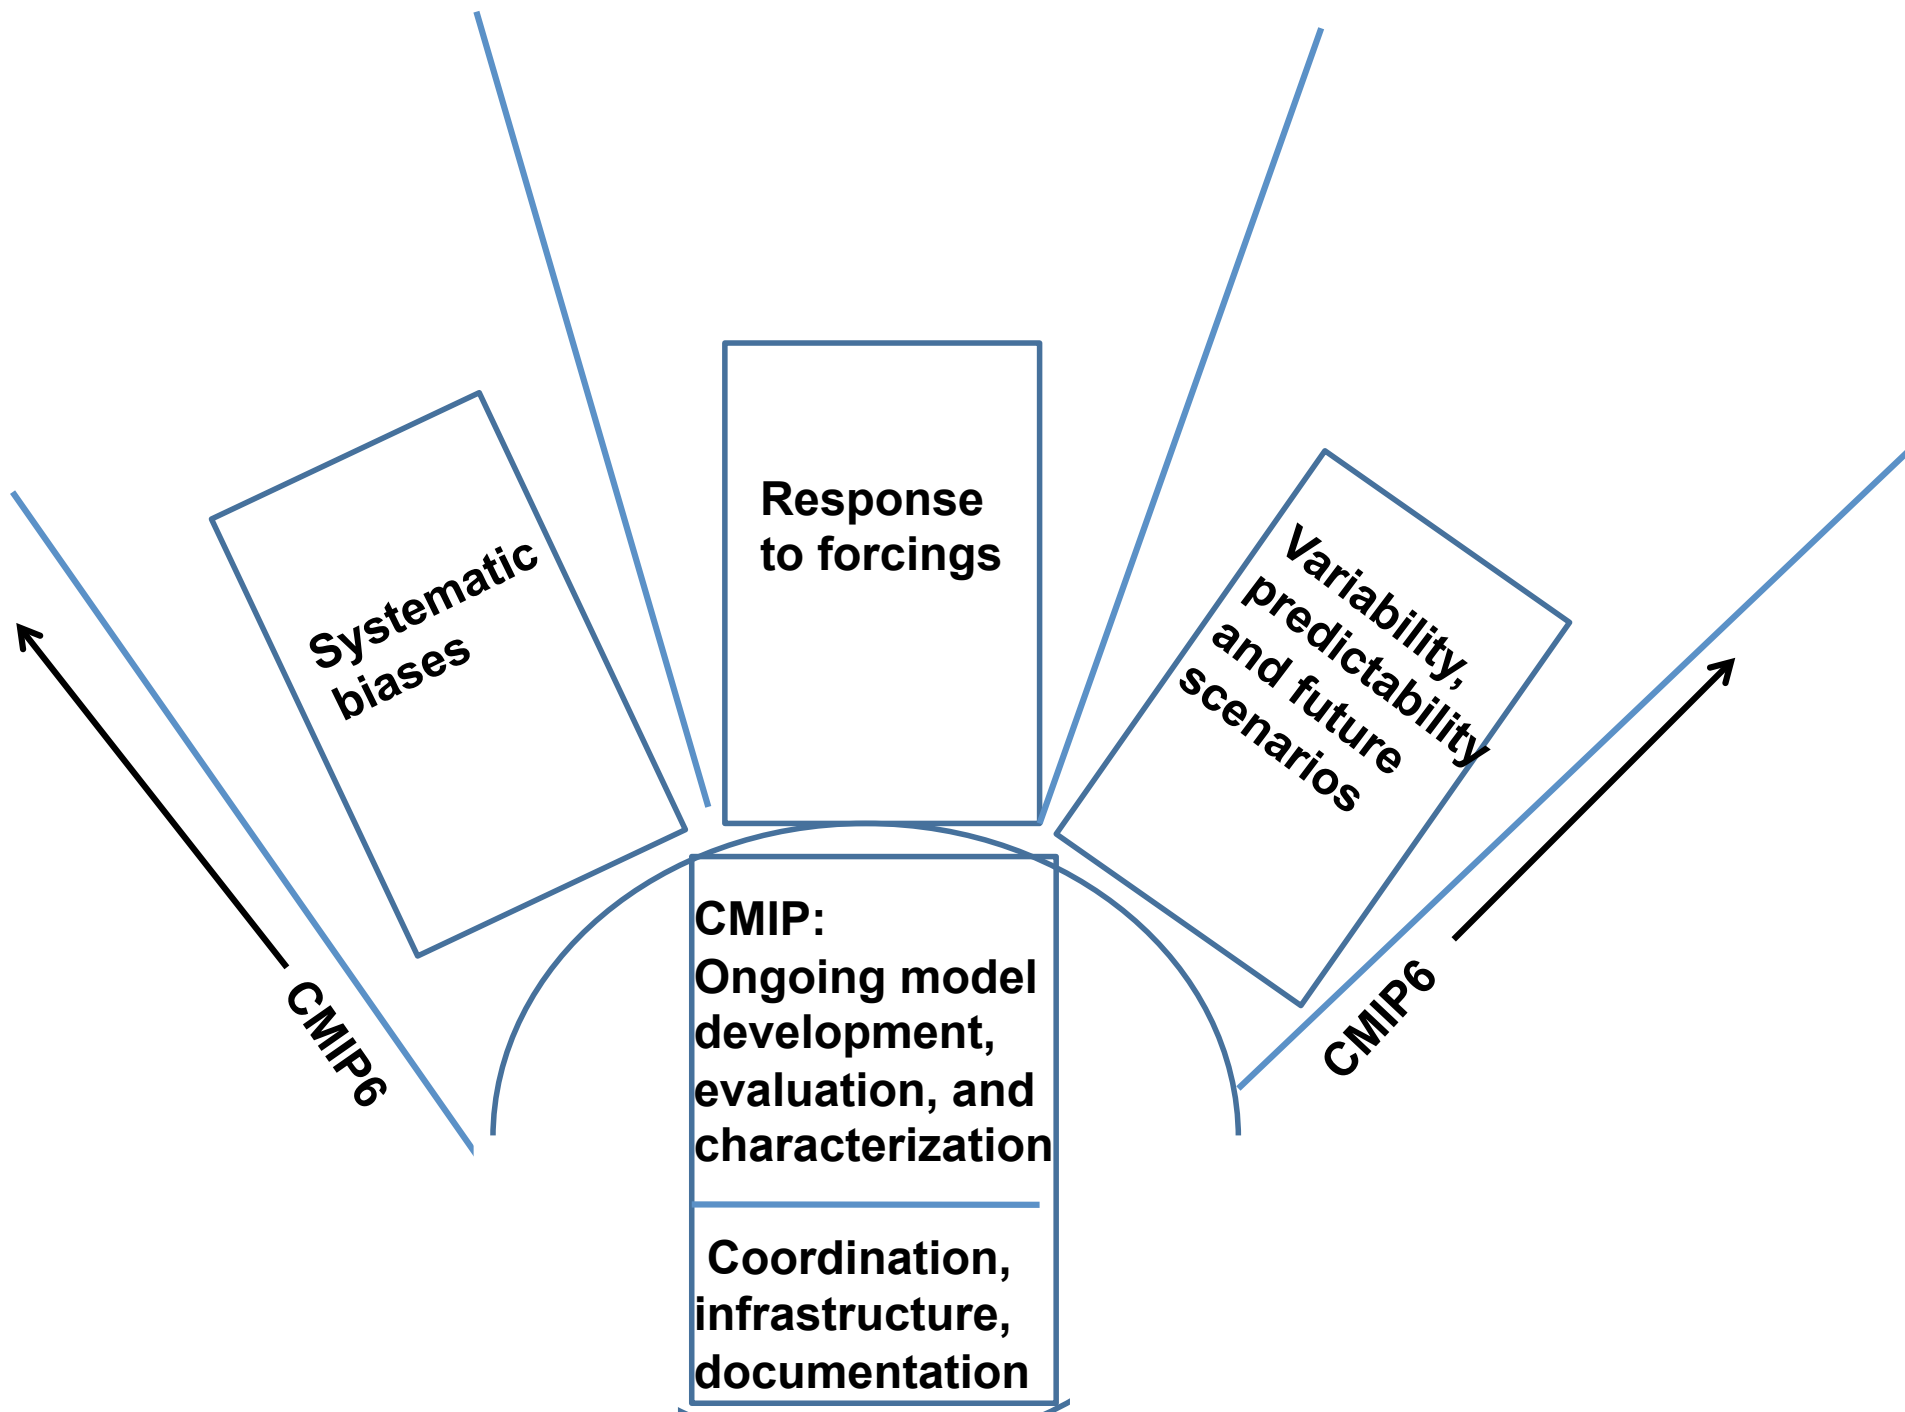 Response
to forcings
Systematic
biases
Variability,
predictability
and future
scenarios
CMIP6
CMIP6
CMIP:
Ongoing model
development,
evaluation, and
characterization
Coordination,
infrastructure,
documentation